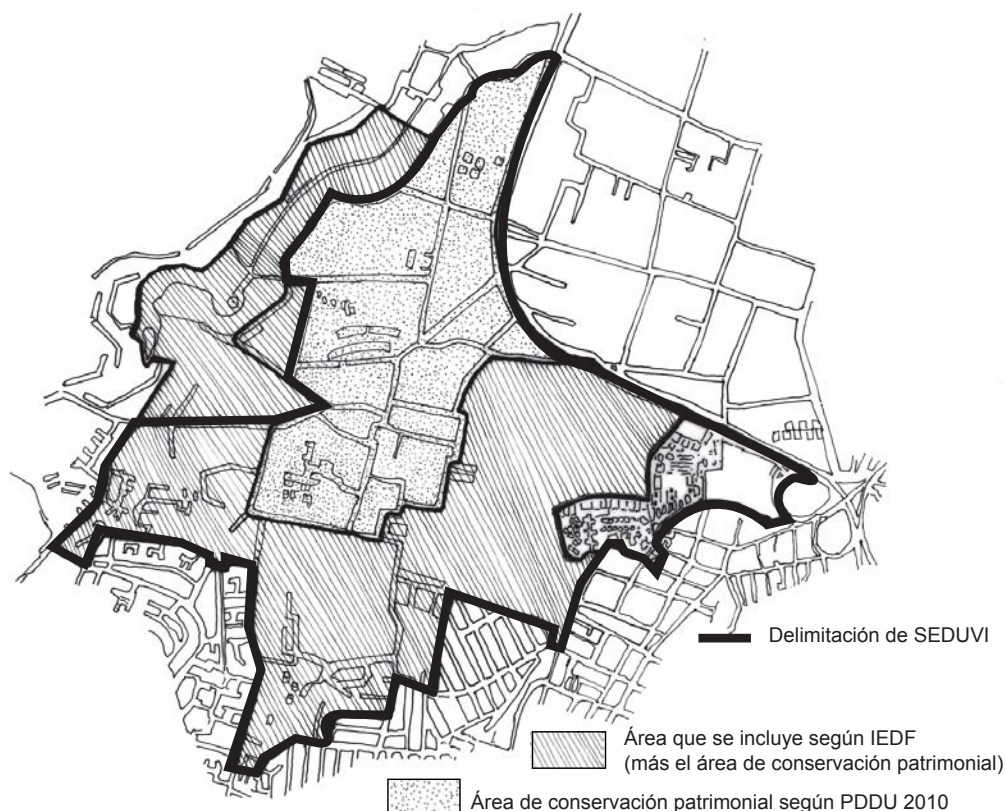 Delimitación de SEDUVI
Área que se incluye según IEDF
(más el área de conservación patrimonial)
Área de conservación patrimonial según PDDU 2010